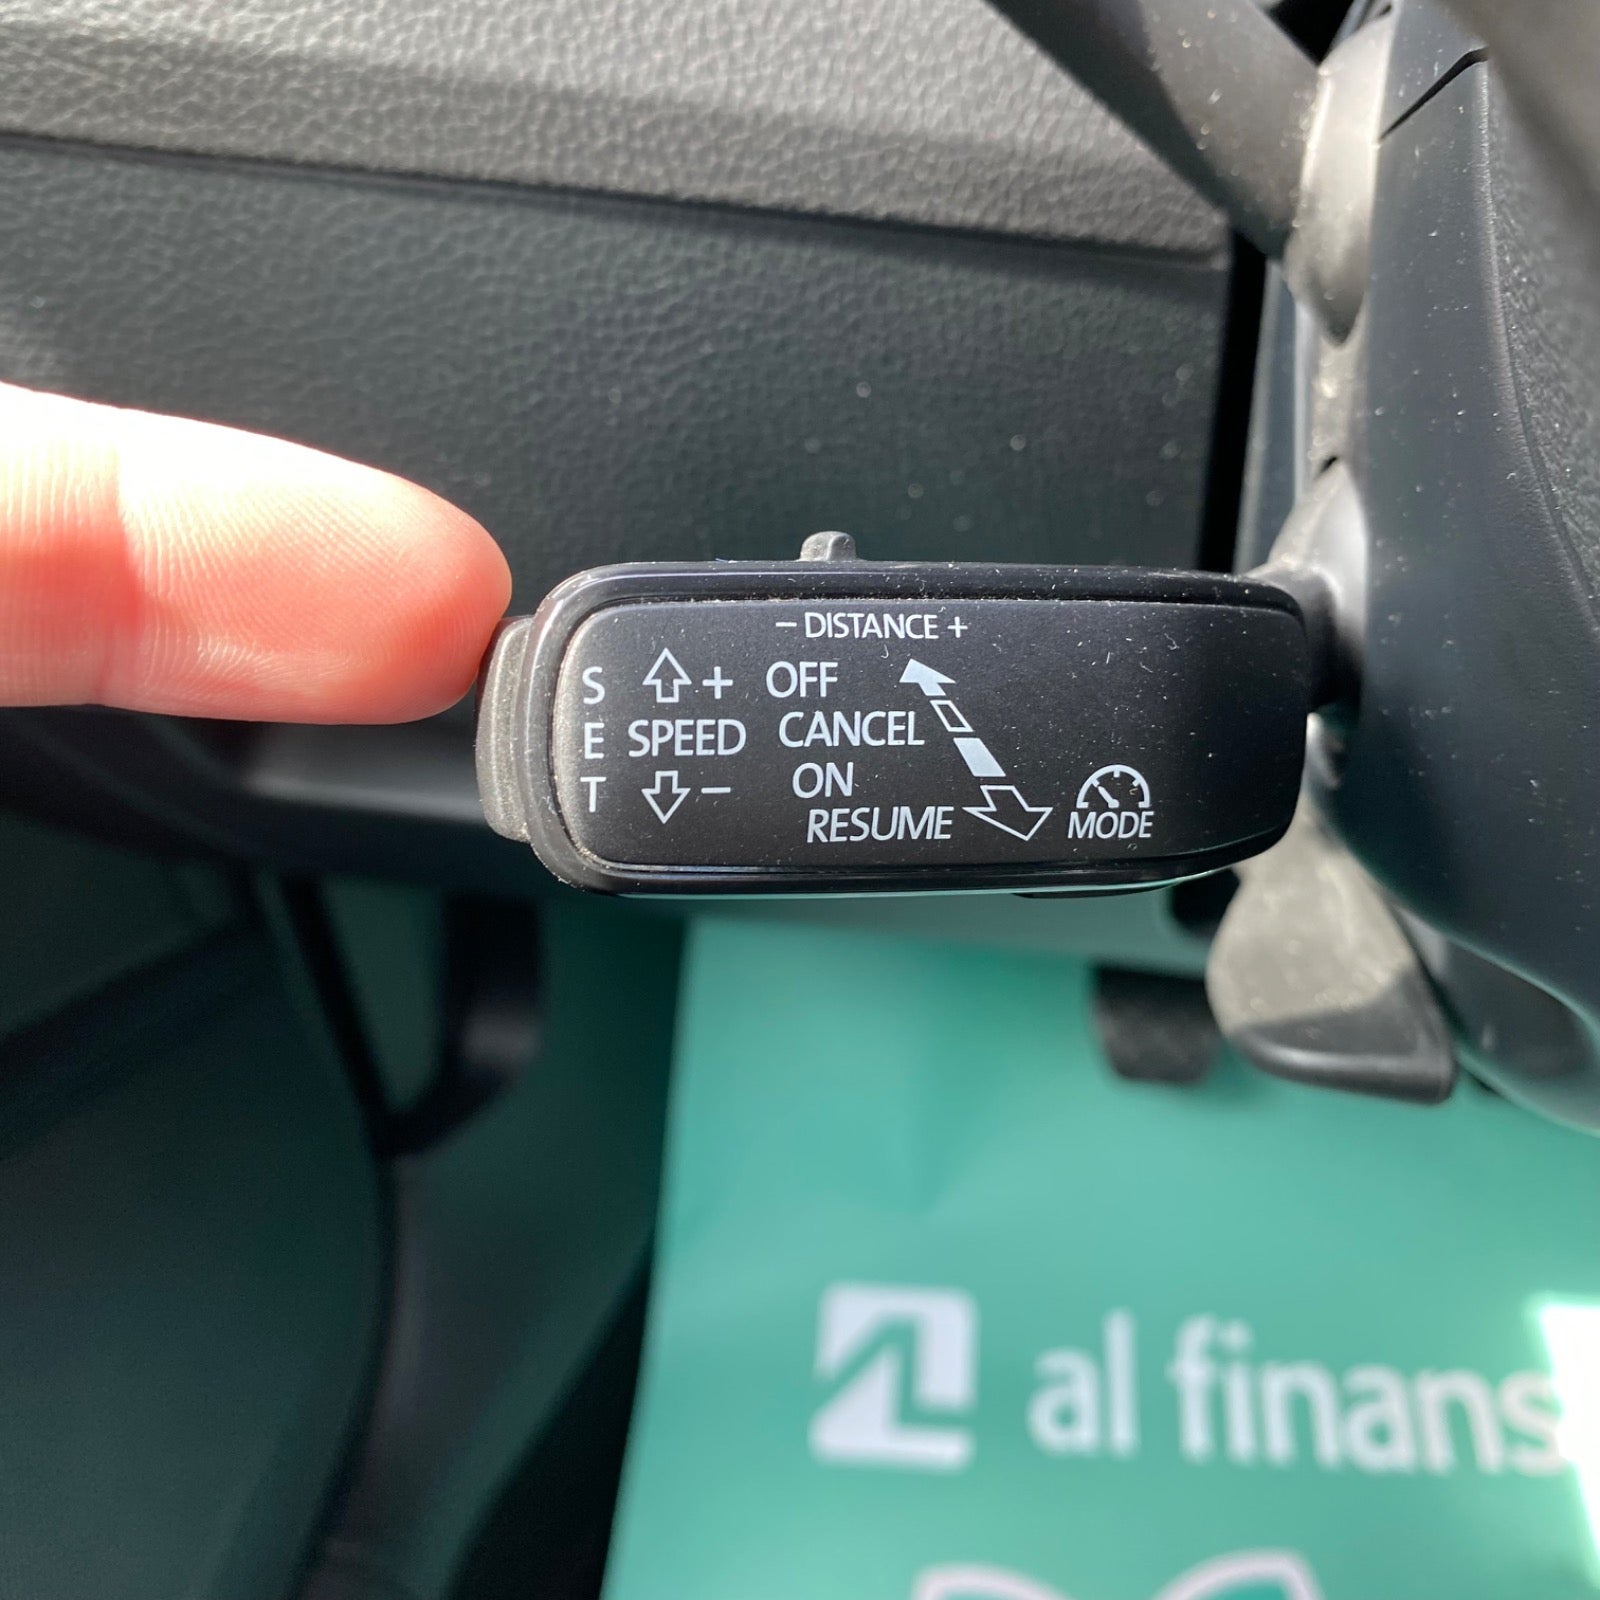 − DISTANCE +
S E T
+ OFF
SPEED CANCEL
− ON
RESUME
MODE
al finans